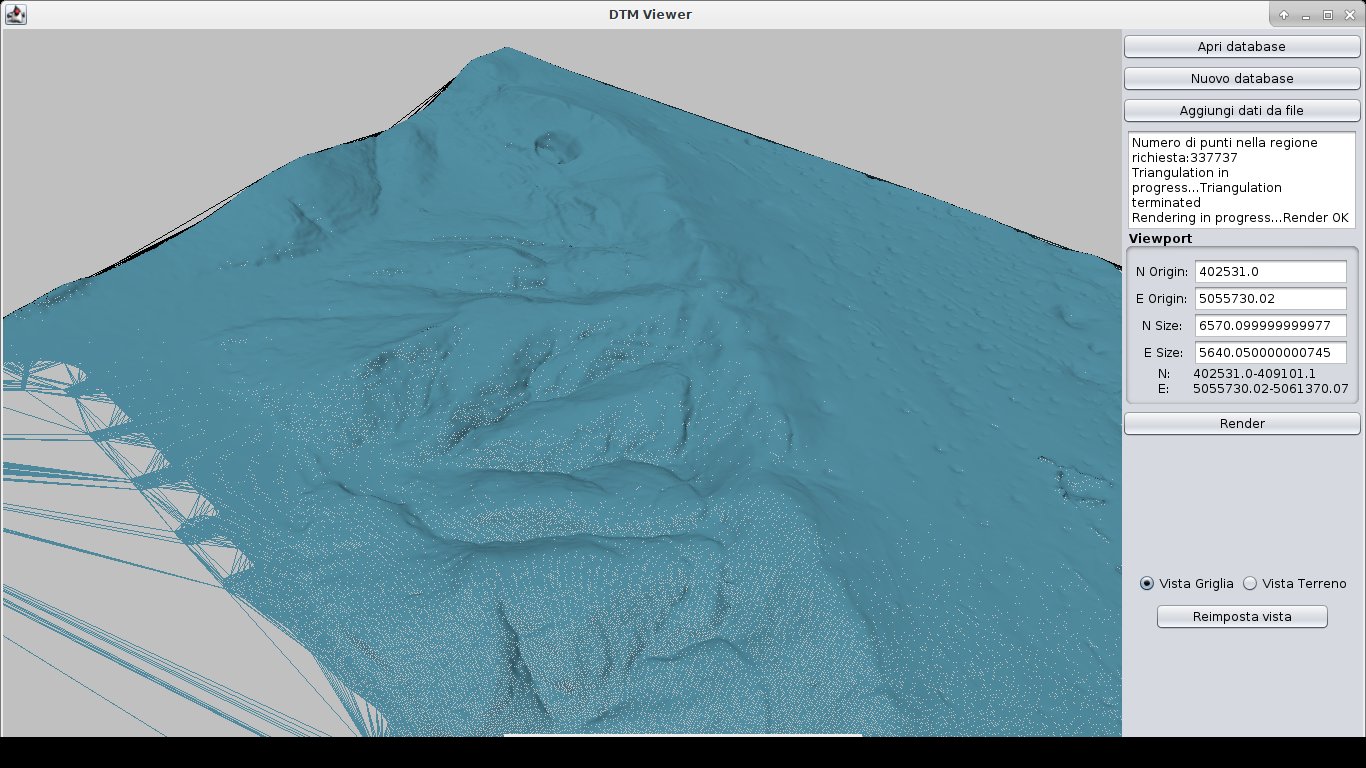 DTM Viewer
Apri database
Nuovo database
Aggiungi dati da file
Numero di punti nella regione
richiesta:337737
Triangulation in
progress...Triangulation
terminated
Rendering in progress...Render OK
Viewport
N Origin: 402531.0
E Origin: 5055730.02
N Size: 6570.099999999977
E Size: 5640.050000000745
N: 402531.0-409101.1
E: 5055730.02-5061370.07
Render
Vista Griglia Vista Terreno
Reimposta vista